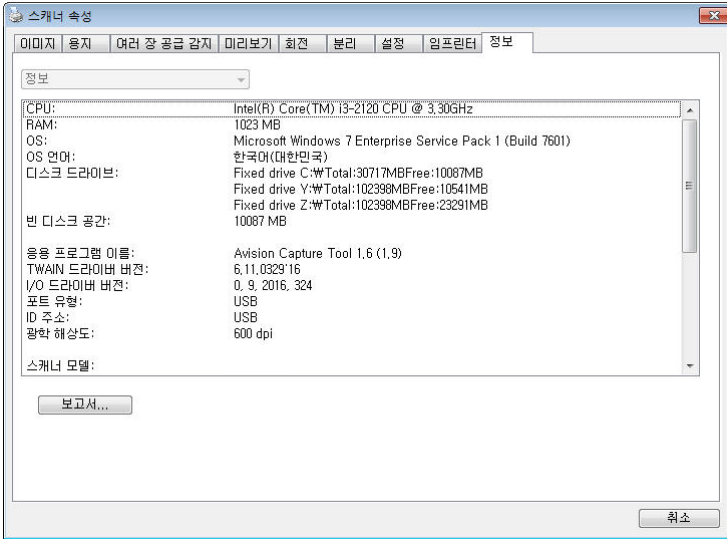 스캐너 속성
이미지 용지 여러 장 공급 감지 미리보기 회전 분리 설정 임프린터 정보
정보
CPU: Intel(R) Core(TM) i3-2120 CPU @ 3,30GHz
RAM: 1023 MB
OS: Microsoft Windows 7 Enterprise Service Pack 1 (Build 7601)
OS 언어: 한국어(대한민국)
디스크 드라이브: Fixed drive C:₩Total:30717MBFree:10087MB
Fixed drive Y:₩Total:102398MBFree:10541MB
Fixed drive Z:₩Total:102398MBFree:23291MB
빈 디스크 공간: 10087 MB
응용 프로그램 이름: Avision Capture Tool 1,6 (1,9)
TWAIN 드라이버 버전: 6,11,0329'16
I/O 드라이버 버전: 0, 9, 2016, 324
포트 유형: USB
ID 주소: USB
광학 해상도: 600 dpi
스캐너 모델:
보고서...
취소